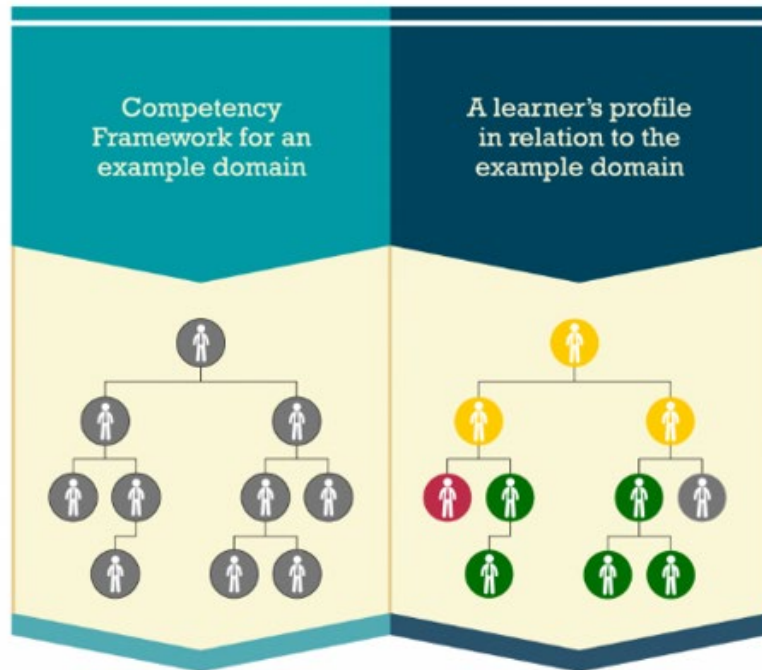 Competency
Framework for an
example domain
A learner's profile
in relation to the
example domain